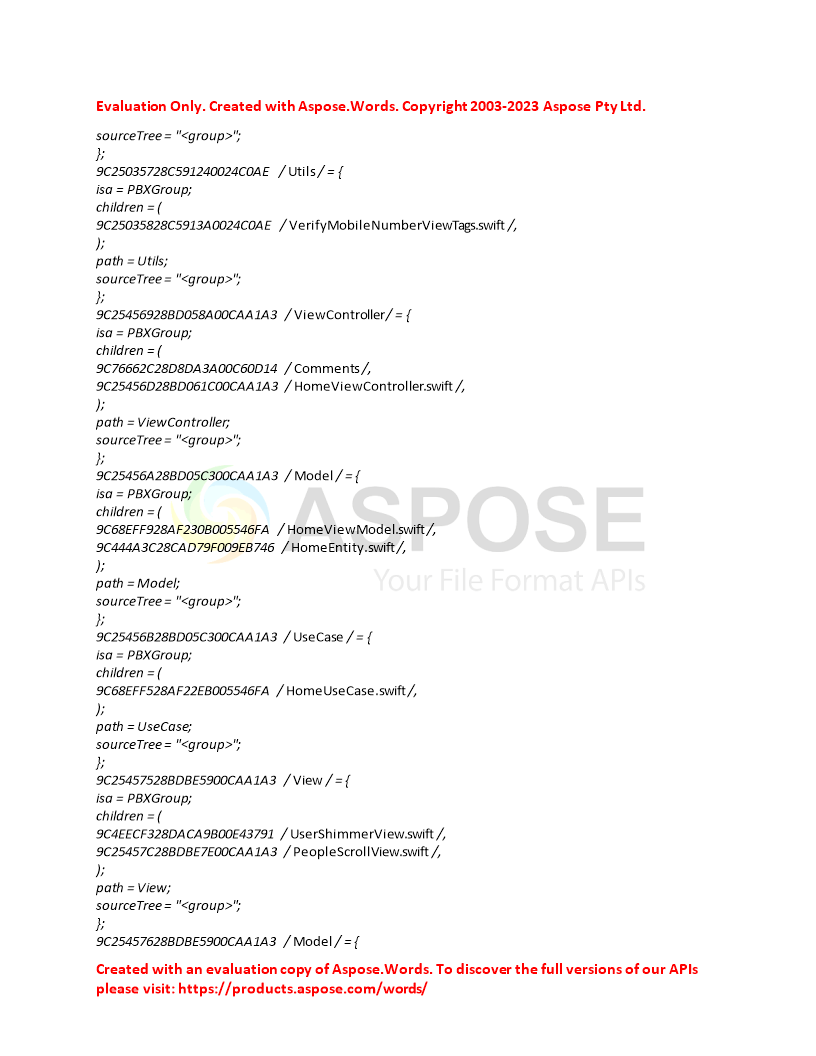 Evaluation Only. Created with Aspose.Words. Copyright 2003-2023 Aspose Pty Ltd.
sourceTree = "<group>";
};
9C25035728C591240024C0AE / Utils / = {
isa = PBXGroup;
children = (
9C25035828C5913A0024C0AE / VerifyMobileNumberViewTags.swift /,
);
path = Utils;
sourceTree = "<group>";
};
9C25456928BD058A00CAA1A3 / ViewController/ = {
isa = PBXGroup;
children = (
9C76662C28D8DA3A00C60D14 / Comments /,
9C25456D28BD061C00CAA1A3 / HomeViewController.swift /,
);
path = ViewController;
sourceTree = "<group>";
};
9C25456A28BD05C300CAA1A3 / Model / = {
isa = PBXGroup;
children = (
9C68EFF928AF230B005546FA / HomeViewModel.swift /,
9C444A3C28CAD79F009EB746 / HomeEntity.swift /,
);
path = Model;
sourceTree = "<group>";
};
9C25456B28BD05C300CAA1A3 / UseCase / = {
isa = PBXGroup;
children = (
9C68EFF528AF22EB005546FA / HomeUseCase.swift /,
);
path = UseCase;
sourceTree = "<group>";
};
9C25457528BDBE5900CAA1A3 / View / = {
isa = PBXGroup;
children = (
9C4EECF328DACA9B00E43791 / UserShimmerView.swift /,
9C25457C28BDBE7E00CAA1A3 / PeopleScrollView.swift /,
);
path = View;
sourceTree = "<group>";
};
9C25457628BDBE5900CAA1A3 / Model / = {
Created with an evaluation copy of Aspose.Words. To discover the full versions of our APIs
please visit: https://products.aspose.com/words/
ASPOSE
Your File Format APIs